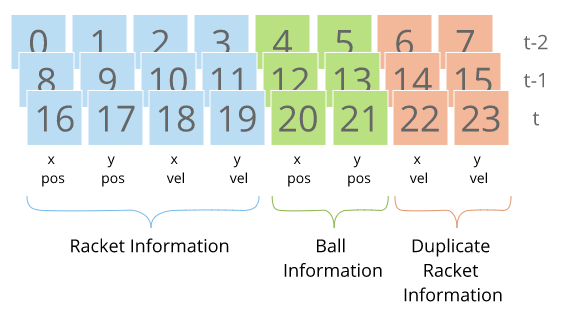 0 1 2 3 4 5 6 7 t-2
8 9 10 11 12 13 14 15 t-1
16 17 18 19 20 21 22 23 t
x y x y x y x y
pos pos vel vel pos pos vel vel
Racket Information Ball Duplicate
Information Racket
Information